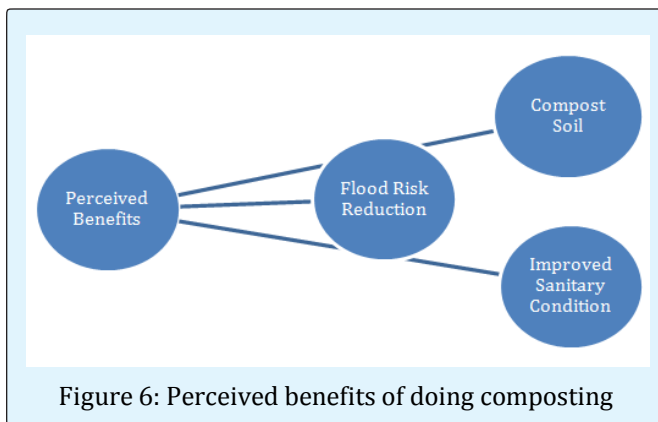 Compost
Soil
Perceived
Benefits
Flood Risk
Reduction
Improved
Sanitary
Condition
Figure 6: Perceived benefits of doing composting